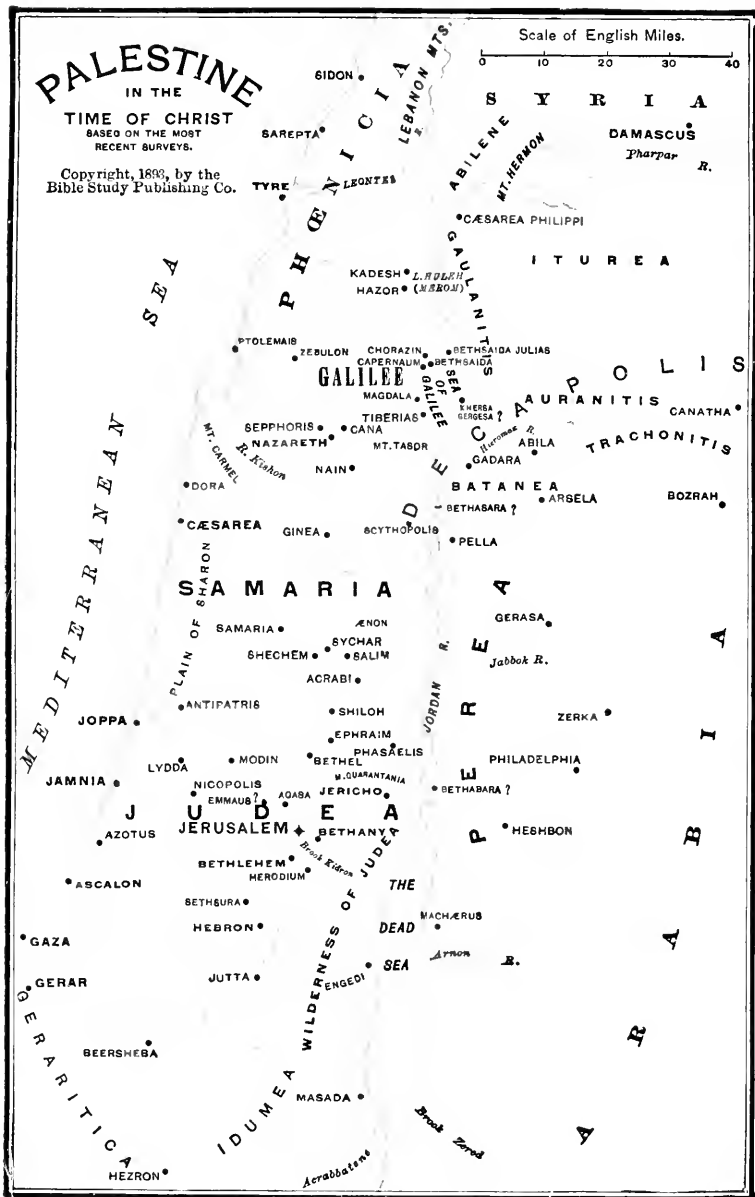 PALESTINE
IN THE
TIME OF CHRIST
BASED ON THE MOST
RECENT SURVEYS.
Copyright, 1893, by the
Bible Study Publishing Co.
Scale of English Miles.
0 10 20 30 40
SYRIA
LEBANON MTS.
SIDON
PHŒNICIA
ABILENE
MT. HERMON
DAMASCUS
Pharpar R.
SAREPTA
LEONTES R.
TYRE
CÆSAREA PHILIPPI
GAULANITIS
ITUREA
KADESH
L. HULEH
HAZOR
(MEROM)
MEDITERRANEAN SEA
PTOLEMAIS
ZEBULON
CHORAZIN
BETHSAIDA JULIAS
CAPERNAUM
BETHSAIDA
GALILEE
SEA OF GALILEE
DECAPOLIS
MAGDALA
KHERSA
GERGESA ?
AURANITIS
CANATHA
TIBERIAS
SEPPHORIS
CANA
NAZARETH
MT. TABOR
Hieromax R.
ABILA
TRACHONITIS
MT. CARMEL
R. Kishon
NAIN
GADARA
BATANEA
DORA
BETHASARA ?
ARSELA
BOZRAH
CÆSAREA
GINEA
SCYTHOPOLIS
PELLA
SAMARIA
PLAIN OF SHARON
PEREA
SAMARIA
ÆNON
GERASA
SYCHAR
SHECHEM
SALIM
JORDAN R.
Jabbok R.
ACRABI
ARABIA
ANTIPATRIS
SHILOH
JOPPA
ZERKA
EPHRAIM
PHASAELIS
LYDDA
MODIN
BETHEL
PHILADELPHIA
M. QUARANTANIA
JAMNIA
NICOPOLIS
JERICHO
BETHABARA ?
EMMAUS ?
AGABA
JUDEA
AZOTUS
JERUSALEM
BETHANY
HESHBON
Brook Kidron
BETHLEHEM
HERODIUM
WILDERNESS OF JUDEA
ASCALON
THE
DEAD
SEA
BETHSURA
MACHÆRUS
HEBRON
GAZA
Arnon R.
JUTTA
ENGEDI
GERAR
GERARITICA
BEERSHEBA
IDUMEA
MASADA
Brook Zered
Acrabbatene
HEZRON